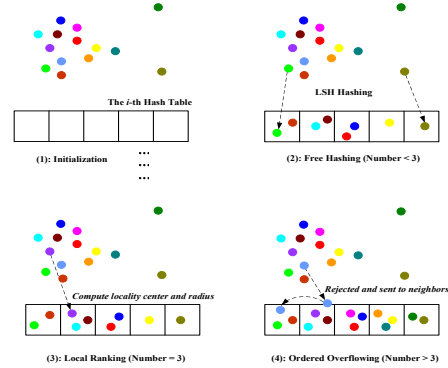 The i-th Hash Table
...
...
...
(1): Initialization
LSH Hashing
(2): Free Hashing (Number < 3)
Compute locality center and radius
(3): Local Ranking (Number = 3)
Rejected and sent to neighbors
(4): Ordered Overflowing (Number > 3)